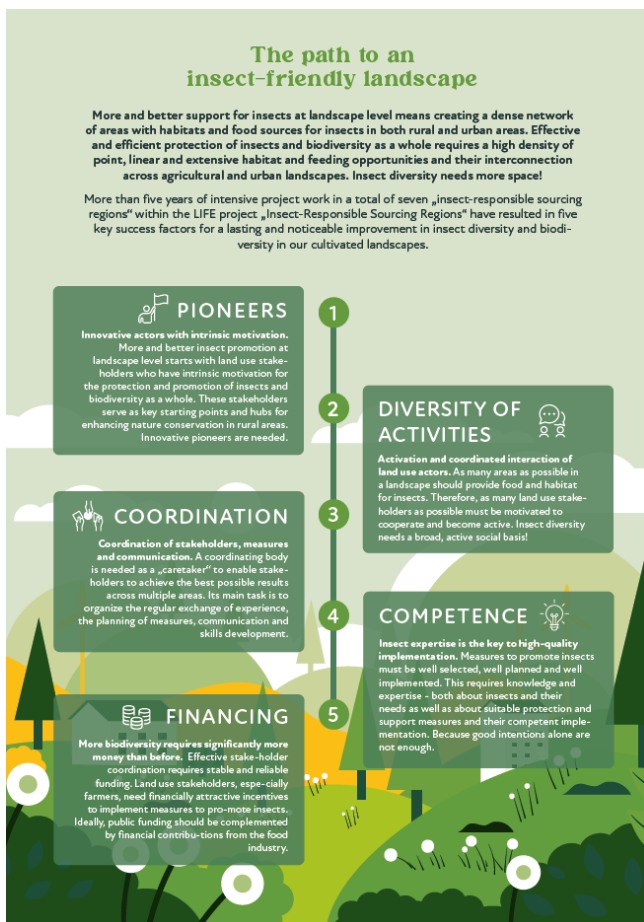 The path to an
insect-friendly landscape
More and better support for insects at landscape level means creating a dense network
of areas with habitats and food sources for insects in both rural and urban areas. Effective
and efficient protection of insects and biodiversity as a whole requires a high density of
point, linear and extensive habitat and feeding opportunities and their interconnection
across agricultural and urban landscapes. Insect diversity needs more space!
More than five years of intensive project work in a total of seven „insect-responsible sourcing
regions“ within the LIFE project „Insect-Responsible Sourcing Regions“ have resulted in five
key success factors for a lasting and noticeable improvement in insect diversity and biodi-
versity in our cultivated landscapes.
1
PIONEERS
Innovative actors with intrinsic motivation.
More and better insect promotion at
landscape level starts with land use stake-
holders who have intrinsic motivation for
the protection and promotion of insects and
biodiversity as a whole. These stakeholders
serve as key starting points and hubs for
enhancing nature conservation in rural areas.
Innovative pioneers are needed.
2
DIVERSITY OF
ACTIVITIES
Activation and coordinated interaction of
land use actors. As many areas as possible in
a landscape should provide food and habitat
for insects. Therefore, as many land use stake-
holders as possible must be motivated to
cooperate and become active. Insect diversity
needs a broad, active social basis!
3
COORDINATION
Coordination of stakeholders, measures
and communication. A coordinating body
is needed as a „caretaker“ to enable stake-
holders to achieve the best possible results
across multiple areas. Its main task is to
organize the regular exchange of experience,
the planning of measures, communication and
skills development.
4
COMPETENCE
Insect expertise is the key to high-quality
implementation. Measures to promote insects
must be well selected, well planned and well
implemented. This requires knowledge and
expertise - both about insects and their
needs as well as about suitable protection and
support measures and their competent imple-
mentation. Because good intentions alone are
not enough.
5
FINANCING
More biodiversity requires significantly more
money than before. Effective stake-holder
coordination requires stable and reliable
funding. Land use stakeholders, espe-cially
farmers, need financially attractive incentives
to implement measures to pro-mote insects.
Ideally, public funding should be complemented
by financial contribu-tions from the food
industry.